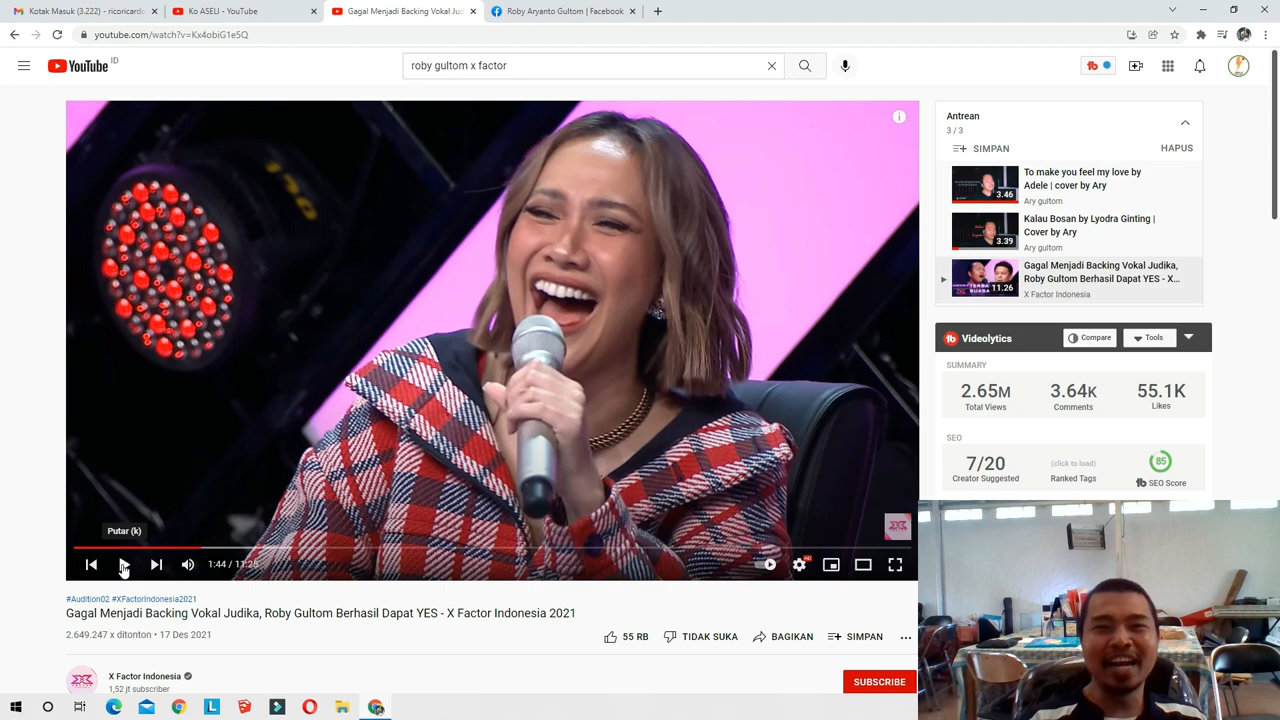 Kotak Masuk (3.222) - ricoricard
Ko ASELI - YouTube
Gagal Menjadi Backing Vokal Jud
Roby Aryanto Gultom | Facebook
youtube.com/watch?v=Kx4obiG1e5Q
YouTube ID
roby gultom x factor
Antrean
3 / 3
SIMPAN
HAPUS
To make you feel my love by
Adele | cover by Ary
Ary gultom
3.46
Kalau Bosan by Lyodra Ginting |
Cover by Ary
Ary gultom
3.39
Gagal Menjadi Backing Vokal Judika,
Roby Gultom Berhasil Dapat YES - X...
X Factor Indonesia
11.26
tb Videolytics
Compare
Tools
SUMMARY
2.65M
Total Views
3.64K
Comments
55.1K
Likes
SEO
7/20
Creator Suggested
(click to load)
Ranked Tags
85
tb SEO Score
Putar (k)
1:44 / 11:25
HD
#Audition02 #XFactorIndonesia2021
Gagal Menjadi Backing Vokal Judika, Roby Gultom Berhasil Dapat YES - X Factor Indonesia 2021
2.649.247 x ditonton • 17 Des 2021
55 RB
TIDAK SUKA
BAGIKAN
SIMPAN
X Factor Indonesia
1,52 jt subscriber
SUBSCRIBE